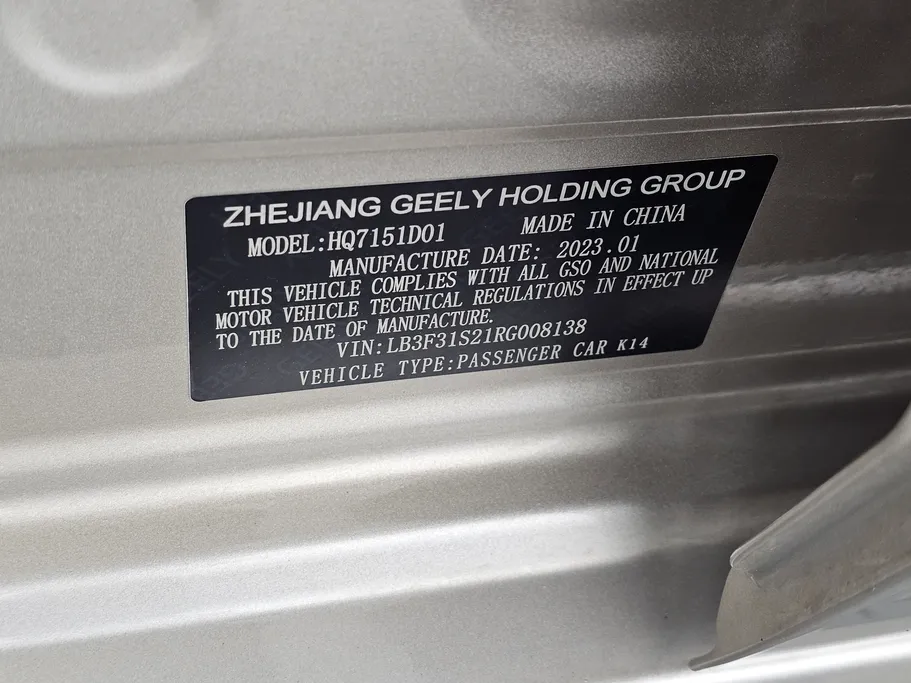 ZHEJIANG GEELY HOLDING GROUP
MODEL:HQ7151D01 MADE IN CHINA
MANUFACTURE DATE: 2023.01
THIS VEHICLE COMPLIES WITH ALL GSO AND NATIONAL
MOTOR VEHICLE TECHNICAL REGULATIONS IN EFFECT UP
TO THE DATE OF MANUFACTURE.
VIN:LB3F31S21RG008138
VEHICLE TYPE:PASSENGER CAR K14